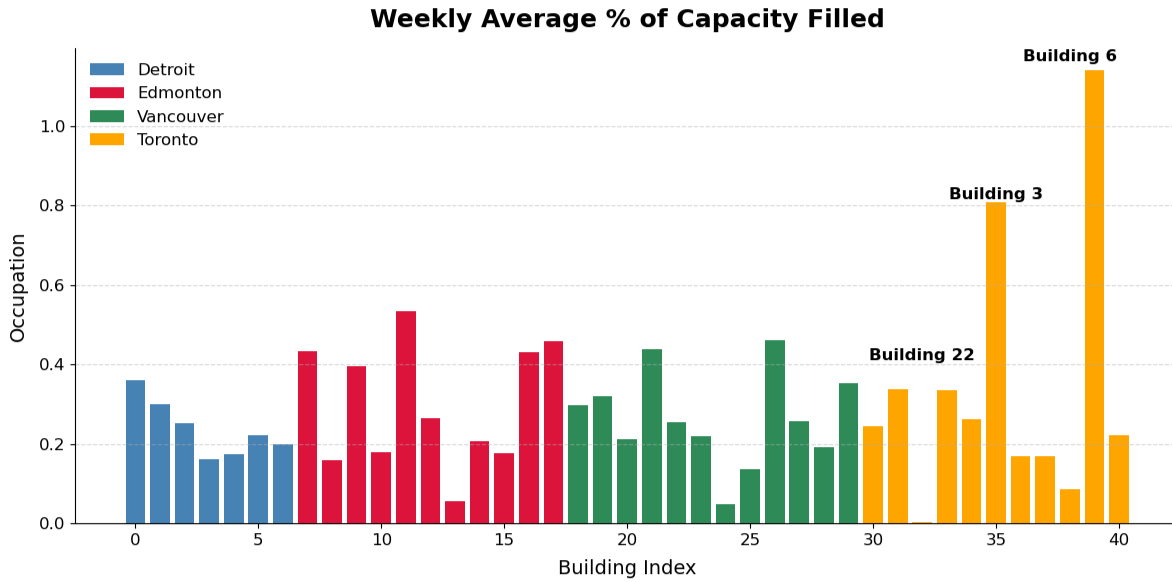 Weekly Average % of Capacity Filled
Detroit
Edmonton
Vancouver
Toronto
Building 6
Building 3
Building 22
Occupation
1.0
0.8
0.6
0.4
0.2
0.0
0 5 10 15 20 25 30 35 40
Building Index